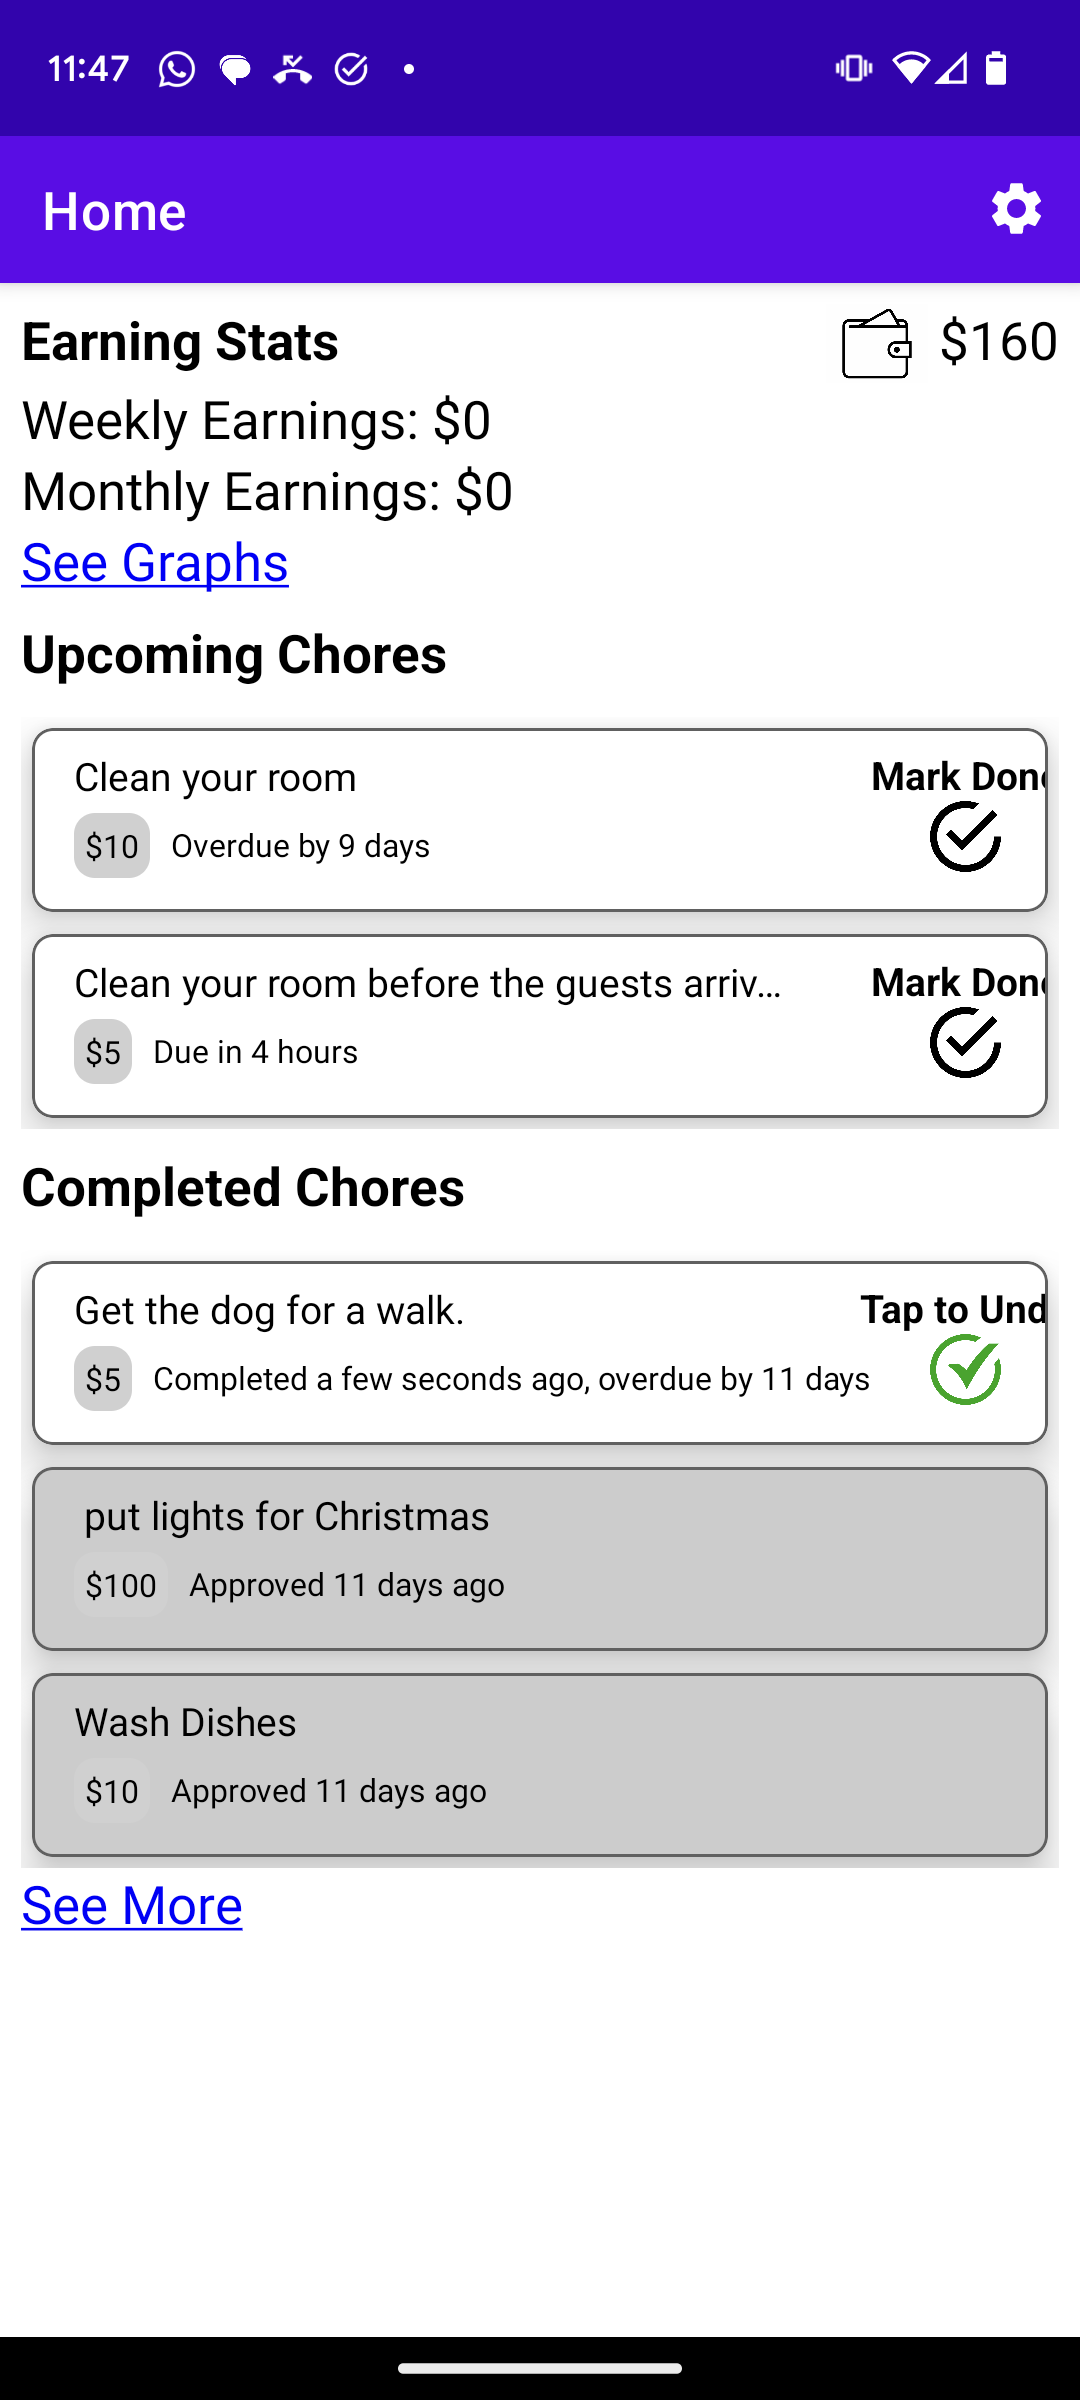 11:47
Home
Earning Stats
$160
Weekly Earnings: $0
Monthly Earnings: $0
See Graphs
Upcoming Chores
Clean your room
Mark Don
$10 Overdue by 9 days
Clean your room before the guests arriv...
Mark Don
$5 Due in 4 hours
Completed Chores
Get the dog for a walk.
Tap to Und
$5 Completed a few seconds ago, overdue by 11 days
put lights for Christmas
$100 Approved 11 days ago
Wash Dishes
$10 Approved 11 days ago
See More